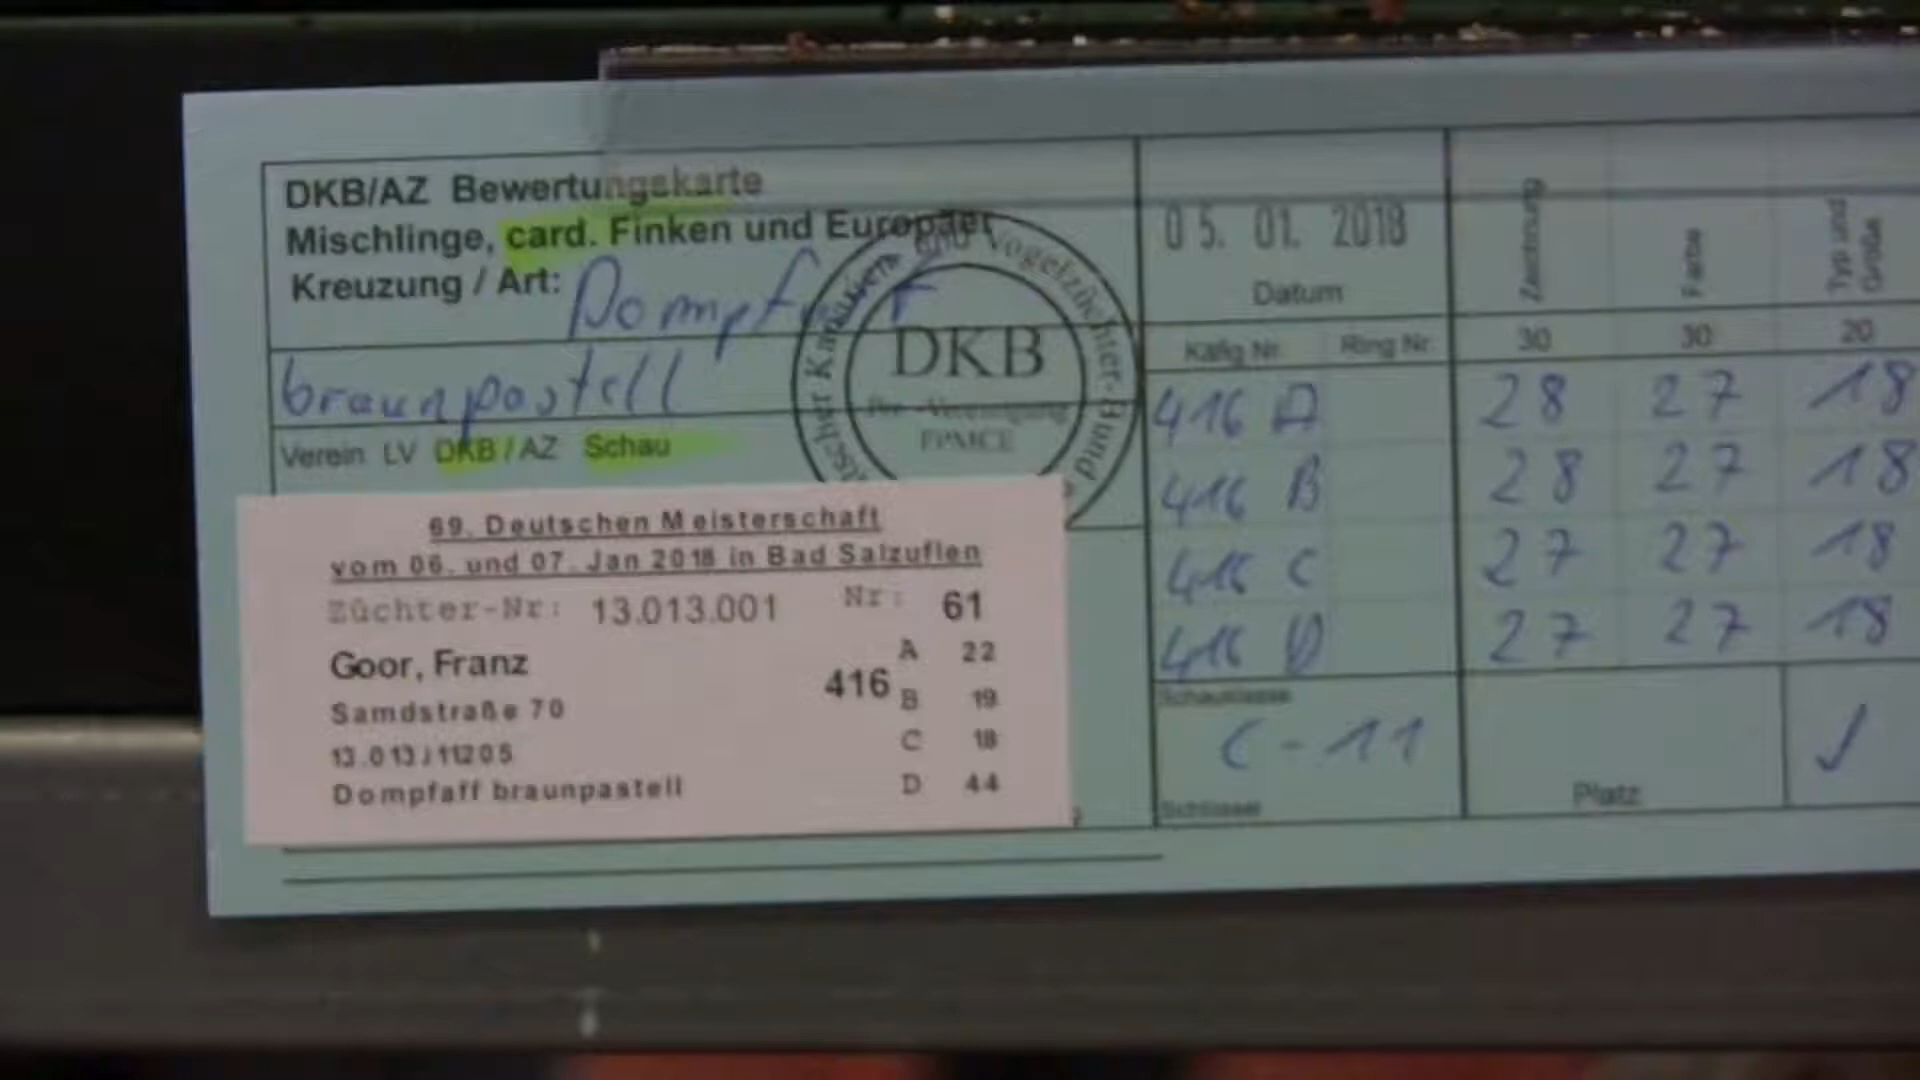 DKB/AZ Bewertungskarte
Mischlinge, card. Finken und Europäer
Kreuzung / Art: Dompfaff
braunpastell
Verein LV DKB / AZ Schau
DKB
69. Deutschen Meisterschaft
vom 06. und 07. Jan 2018 in Bad Salzuflen
Züchter-Nr: 13.013.001 Nr: 61
Goor, Franz
Samdstraße 70
13.013J11205
Dompfaff braunpastell
416
A 22
B 19
C 18
D 44
05. 01. 2018
Datum
Zeichnung
Farbe
Typ und Größe
Käfig Nr. Ring Nr. 30 30 20
416 A 28 27 18
416 B 28 27 18
416 C 27 27 18
416 D 27 27 18
Schauklasse
C-11
Schlüssel
Platz